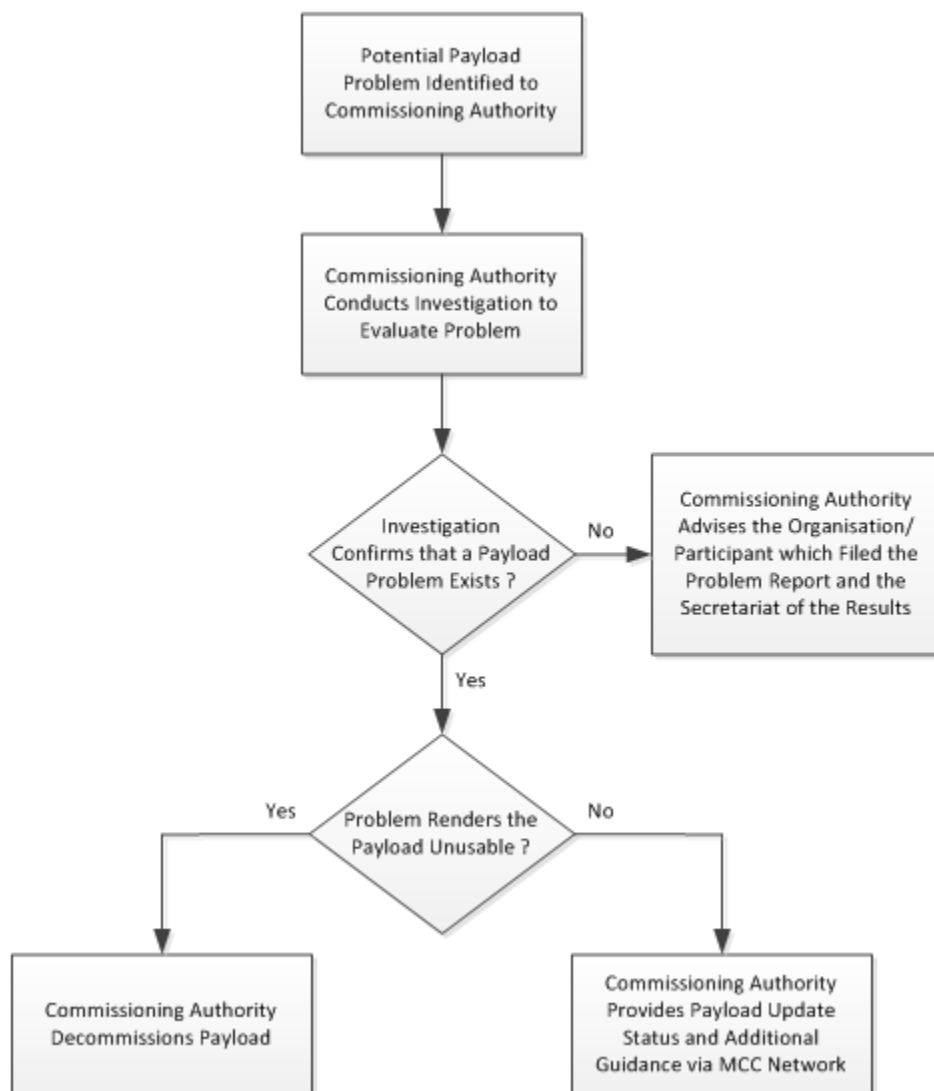 Potential Payload
Problem Identified to
Commissioning Authority
Commissioning Authority
Conducts Investigation to
Evaluate Problem
Investigation
Confirms that a Payload
Problem Exists ?
No
Commissioning Authority
Advises the Organisation/
Participant which Filed the
Problem Report and the
Secretariat of the Results
Yes
Problem Renders the
Payload Unusable ?
Yes
No
Commissioning Authority
Decommissions Payload
Commissioning Authority
Provides Payload Update
Status and Additional
Guidance via MCC Network